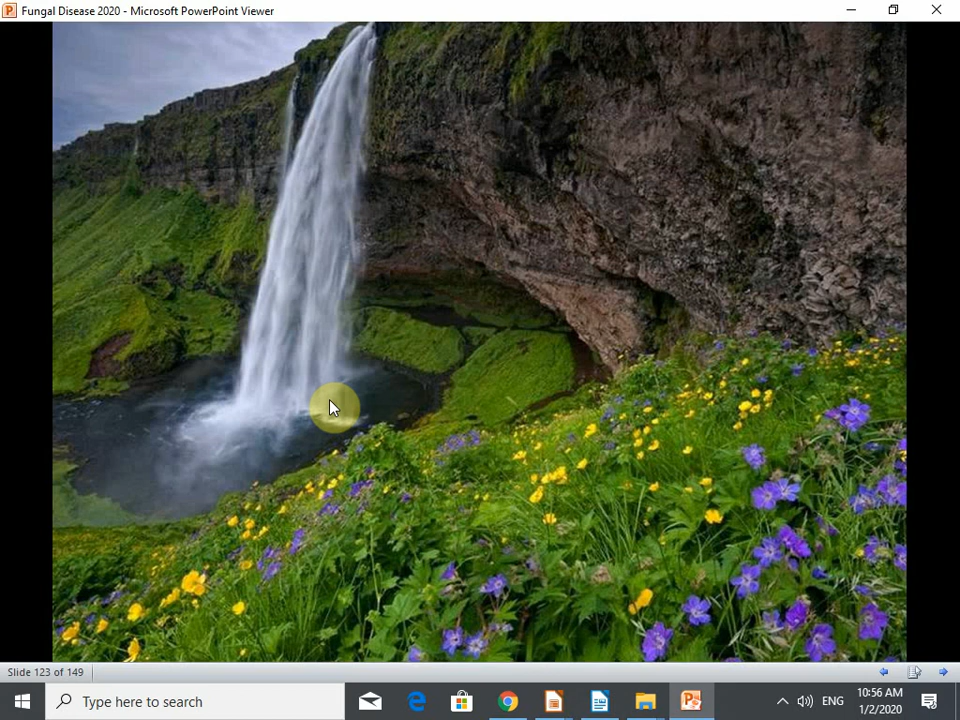 Fungal Disease 2020 - Microsoft PowerPoint Viewer
Slide 123 of 149
Type here to search
ENG
10:56 AM
1/2/2020